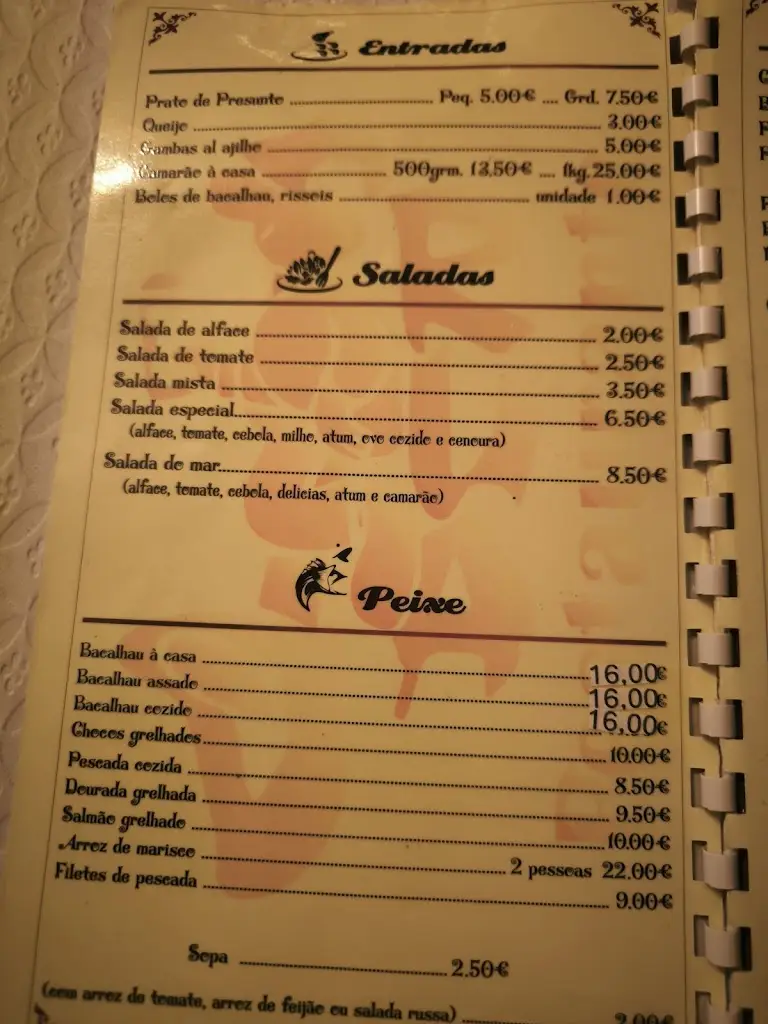 Entradas
Prato de Presunto ........ Peq. 5.00€ .... Grd. 7.50€
Queijo ........ 3.00€
Gambas al ajilho ........ 5.00€
Camarão à casa ........ 500grm. 13.50€ .... 1kg. 25.00€
Bolos de bacalhau, rissois ........ unidade 1.00€
Saladas
Salada de alface ........ 2.00€
Salada de tomate ........ 2.50€
Salada mista ........ 3.50€
Salada especial ........ 6.50€
(alface, tomate, cebola, milho, atum, ovo cozido e cenoura)
Salada do mar ........ 8.50€
(alface, tomate, cebola, delicias, atum e camarão)
Peixe
Bacalhau à casa ........ 16,00€
Bacalhau assado ........ 16,00€
Bacalhau cozido ........ 16,00€
Chocos grelhados ........ 10.00€
Pescada cozida ........ 8.50€
Dourada grelhada ........ 9.50€
Salmão grelhado ........ 10.00€
Arroz de marisco ........ 2 pessoas 22.00€
Filetes de pescada ........ 9.00€
Sopa ........ 2.50€
(com arroz de tomate, arroz de feijão ou salada russa) ........ 2.00€